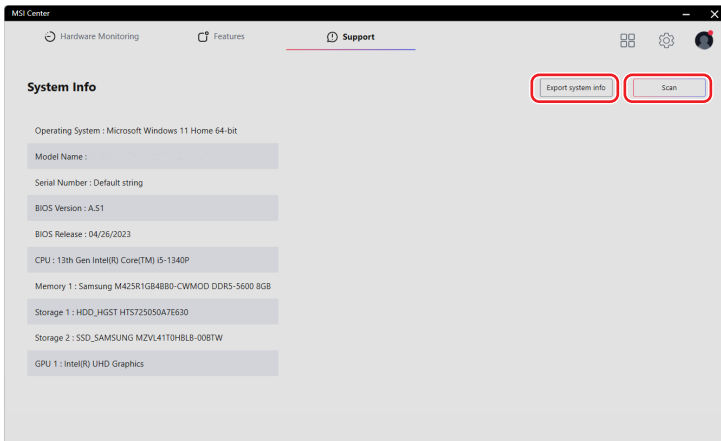 MSI Center
Hardware Monitoring
Features
Support
System Info
Export system info
Scan
Operating System : Microsoft Windows 11 Home 64-bit
Model Name :
Serial Number : Default string
BIOS Version : A.S1
BIOS Release : 04/26/2023
CPU : 13th Gen Intel(R) Core(TM) i5-1340P
Memory 1 : Samsung M425R1GB4BB0-CWMOD DDR5-5600 8GB
Storage 1 : HDD_HGST HTS725050A7E630
Storage 2 : SSD_SAMSUNG MZVL41T0HBLB-00BTW
GPU 1 : Intel(R) UHD Graphics